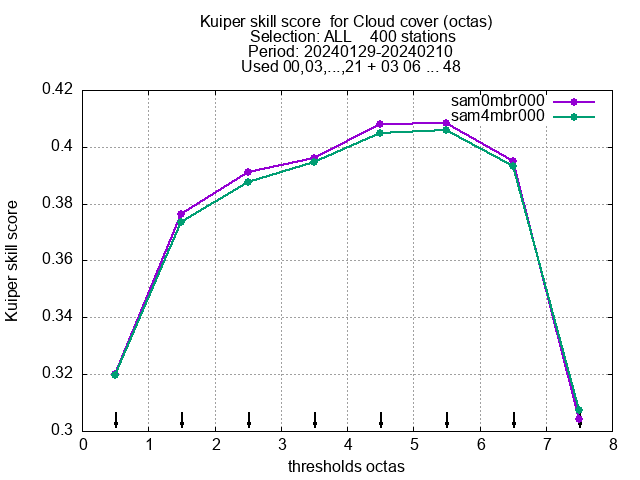 Kuiper skill score  for Cloud cover (octas)
Selection: ALL    400 stations
Period: 20240129-20240210
Used 00,03,...,21 + 03 06 ... 48
sam0mbr000
sam4mbr000
Kuiper skill score
0.42
0.4
0.38
0.36
0.34
0.32
0.3
0 1 2 3 4 5 6 7 8
thresholds octas